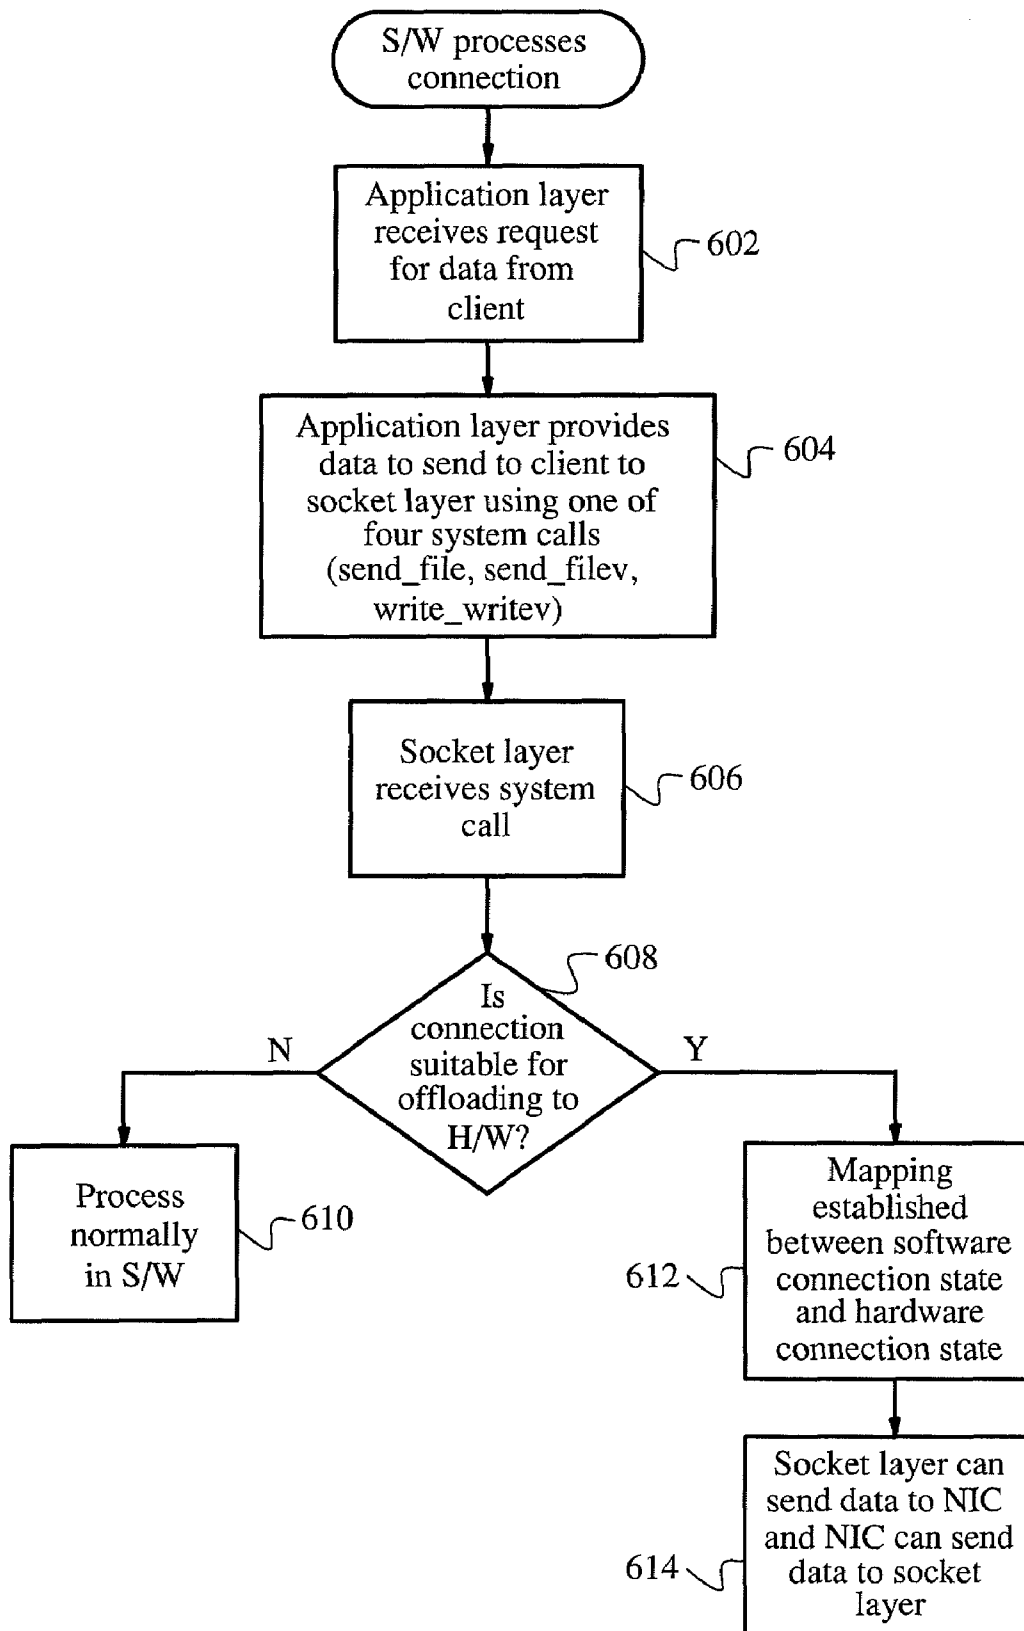 S/W processes
connection
Application layer
receives request
for data from
client
602
Application layer provides
data to send to client to
socket layer using one of
four system calls
(send_file, send_filev,
write_writev)
604
Socket layer
receives system
call
606
608
Is
connection
suitable for
offloading to
H/W?
N
Y
Process
normally
in S/W
610
Mapping
established
between software
connection state
and hardware
connection state
612
Socket layer can
send data to NIC
and NIC can send
data to socket
layer
614